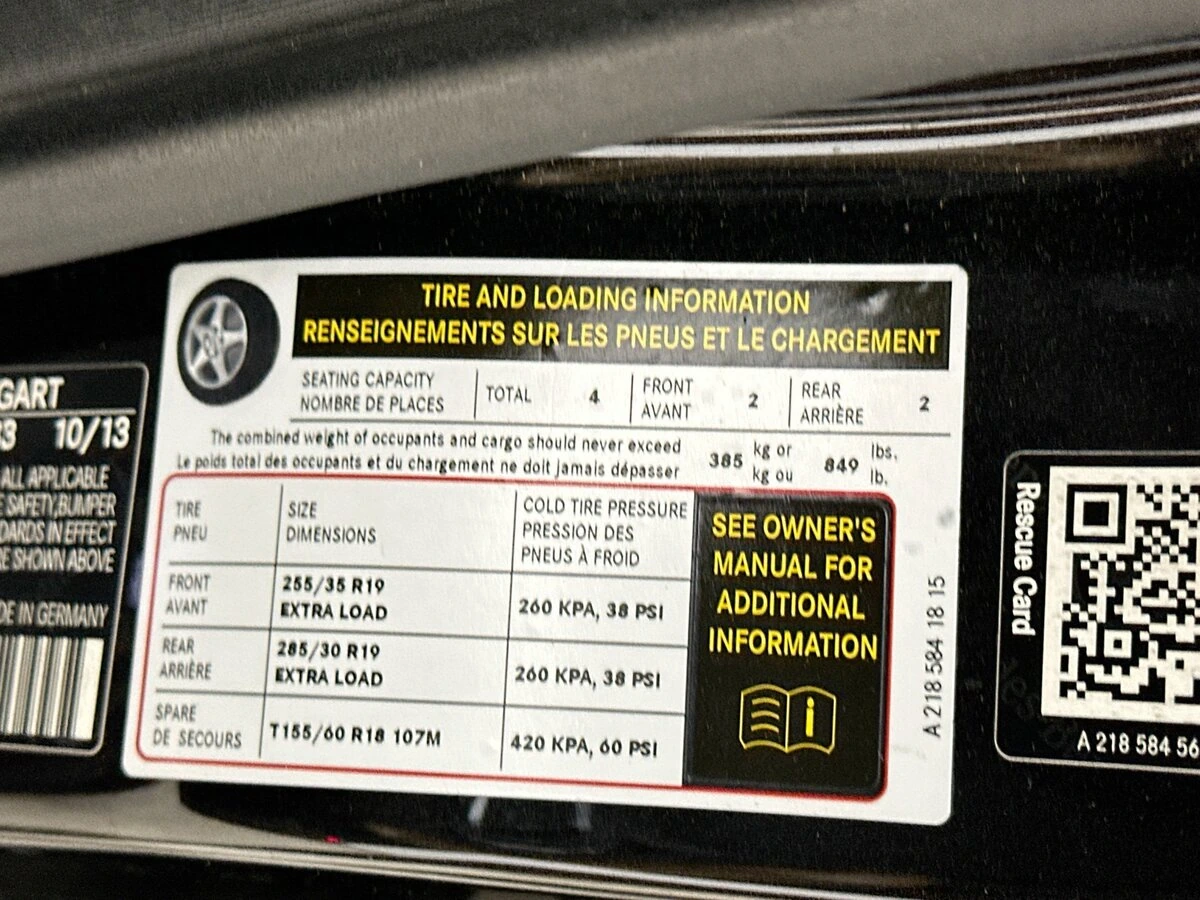 GART
3 10/13
ALL APPLICABLE
SAFETY, BUMPER
DARDS IN EFFECT
SHOWN ABOVE
IN GERMANY
TIRE AND LOADING INFORMATION
RENSEIGNEMENTS SUR LES PNEUS ET LE CHARGEMENT
SEATING CAPACITY
NOMBRE DE PLACES
TOTAL 4
FRONT
AVANT
2
REAR
ARRIÈRE
2
The combined weight of occupants and cargo should never exceed
Le poids total des occupants et du chargement ne doit jamais dépasser
385
kg or
kg ou
849
lbs.
lb.
TIRE
PNEU
SIZE
DIMENSIONS
COLD TIRE PRESSURE
PRESSION DES
PNEUS À FROID
FRONT
AVANT
255/35 R19
EXTRA LOAD
260 KPA, 38 PSI
REAR
ARRIÈRE
285/30 R19
EXTRA LOAD
260 KPA, 38 PSI
SPARE
DE SECOURS
T155/60 R18 107M
420 KPA, 60 PSI
SEE OWNER'S
MANUAL FOR
ADDITIONAL
INFORMATION
i
A 218 584 18 15
Rescue Card
A 218 584 56